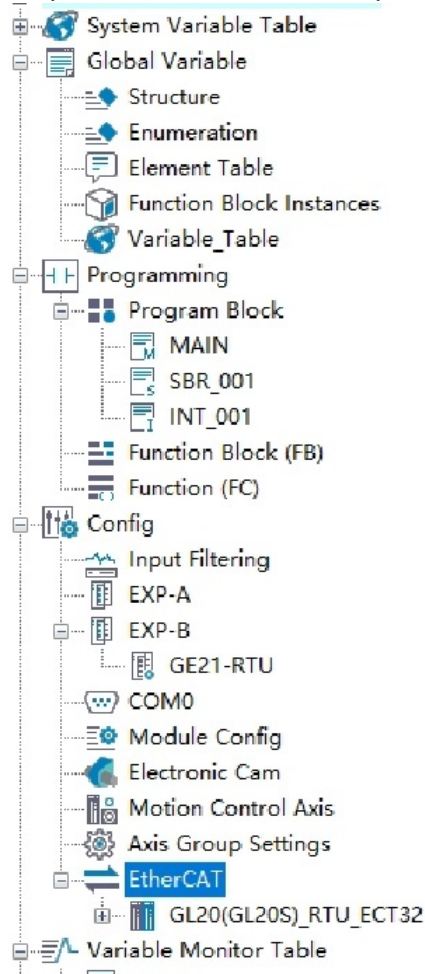 System Variable Table
Global Variable
Structure
Enumeration
Element Table
Function Block Instances
Variable_Table
Programming
Program Block
MAIN
SBR_001
INT_001
Function Block (FB)
Function (FC)
Config
Input Filtering
EXP-A
EXP-B
GE21-RTU
COM0
Module Config
Electronic Cam
Motion Control Axis
Axis Group Settings
EtherCAT
GL20(GL20S)_RTU_ECT32
Variable Monitor Table